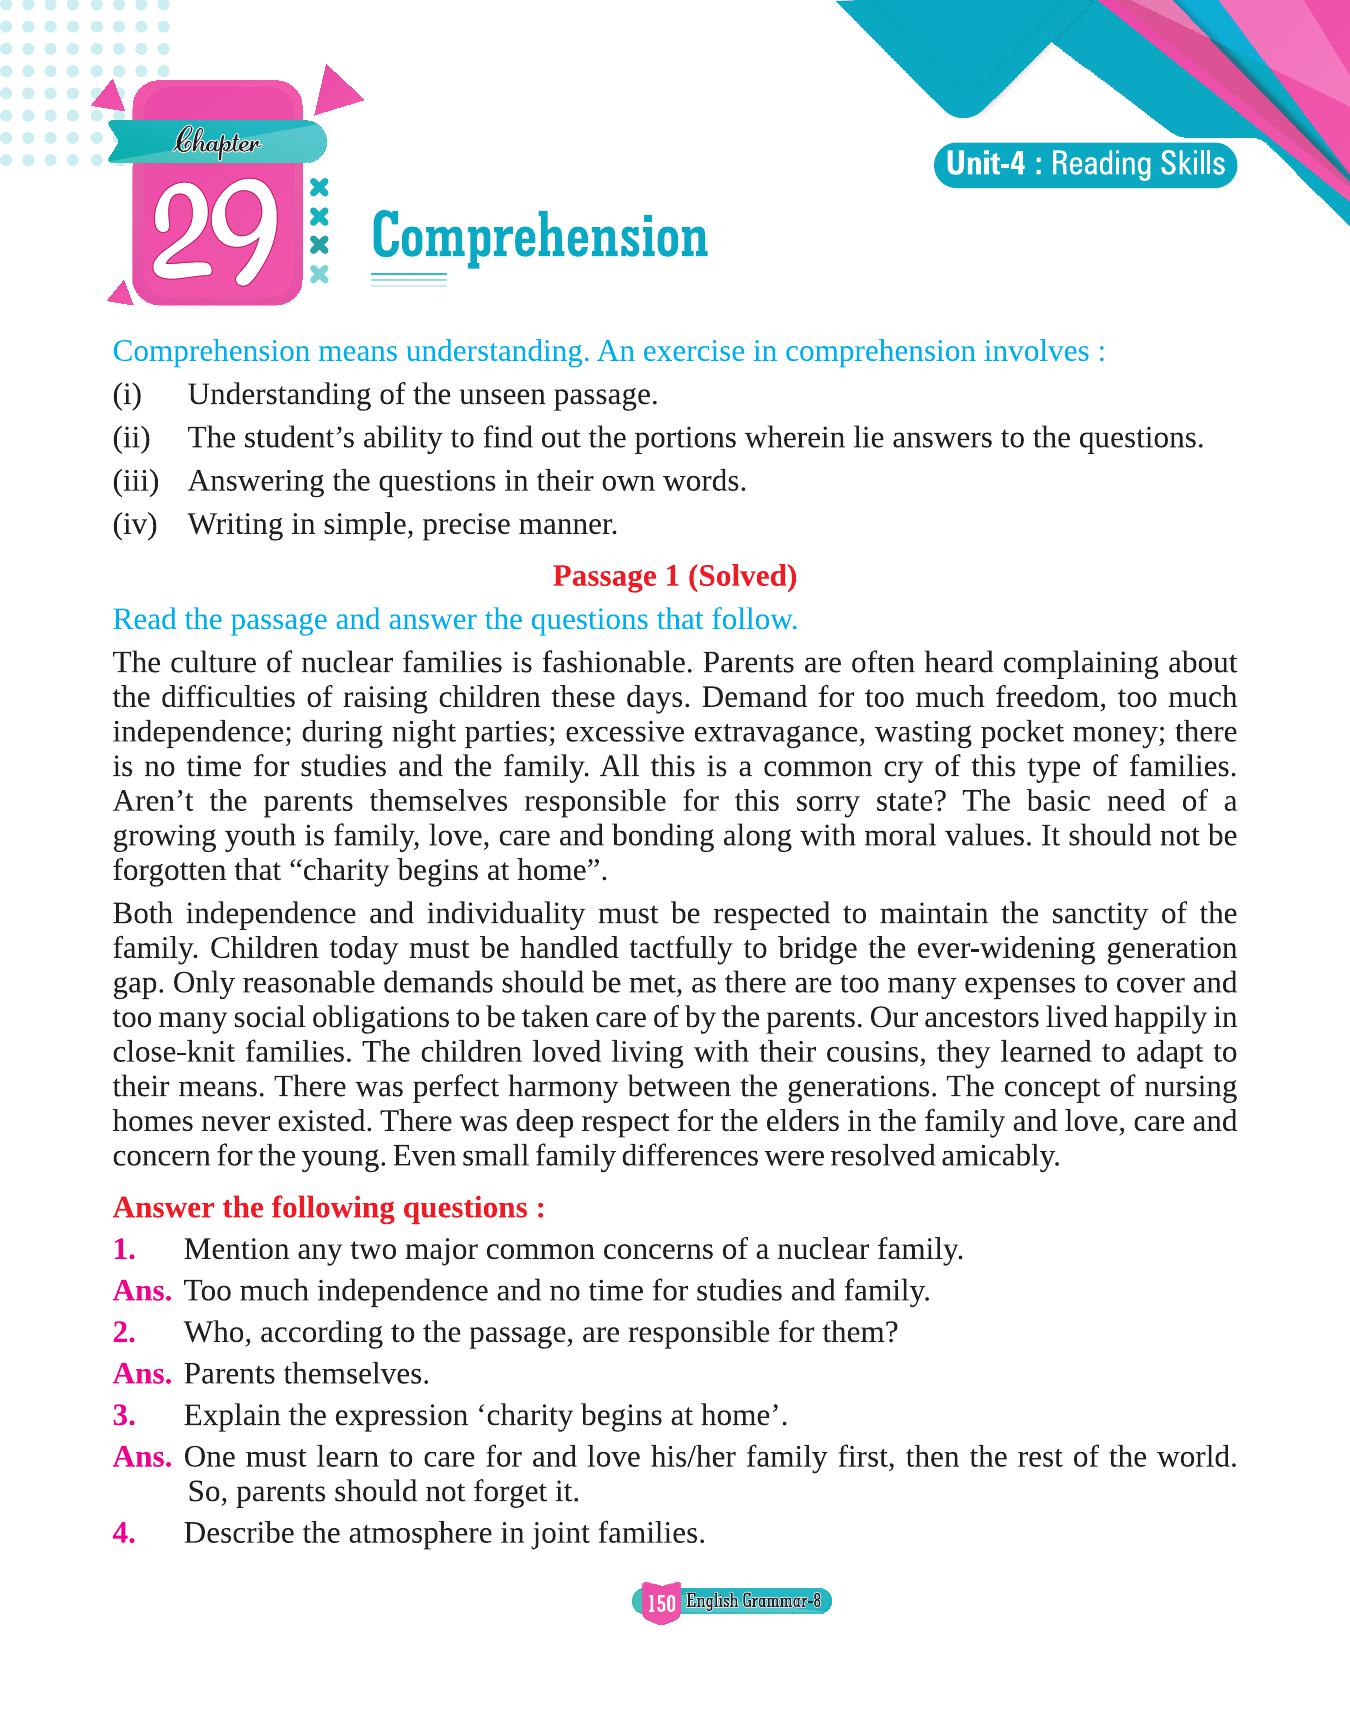 Chapter
29
Unit-4 : Reading Skills
Comprehension
Comprehension means understanding. An exercise in comprehension involves :
(i) Understanding of the unseen passage.
(ii) The student’s ability to find out the portions wherein lie answers to the questions.
(iii) Answering the questions in their own words.
(iv) Writing in simple, precise manner.
Passage 1 (Solved)
Read the passage and answer the questions that follow.
The culture of nuclear families is fashionable. Parents are often heard complaining about
the difficulties of raising children these days. Demand for too much freedom, too much
independence; during night parties; excessive extravagance, wasting pocket money; there
is no time for studies and the family. All this is a common cry of this type of families.
Aren’t the parents themselves responsible for this sorry state? The basic need of a
growing youth is family, love, care and bonding along with moral values. It should not be
forgotten that “charity begins at home”.
Both independence and individuality must be respected to maintain the sanctity of the
family. Children today must be handled tactfully to bridge the ever-widening generation
gap. Only reasonable demands should be met, as there are too many expenses to cover and
too many social obligations to be taken care of by the parents. Our ancestors lived happily in
close-knit families. The children loved living with their cousins, they learned to adapt to
their means. There was perfect harmony between the generations. The concept of nursing
homes never existed. There was deep respect for the elders in the family and love, care and
concern for the young. Even small family differences were resolved amicably.
Answer the following questions :
1. Mention any two major common concerns of a nuclear family.
Ans. Too much independence and no time for studies and family.
2. Who, according to the passage, are responsible for them?
Ans. Parents themselves.
3. Explain the expression ‘charity begins at home’.
Ans. One must learn to care for and love his/her family first, then the rest of the world.
So, parents should not forget it.
4. Describe the atmosphere in joint families.
150 English Grammar-8